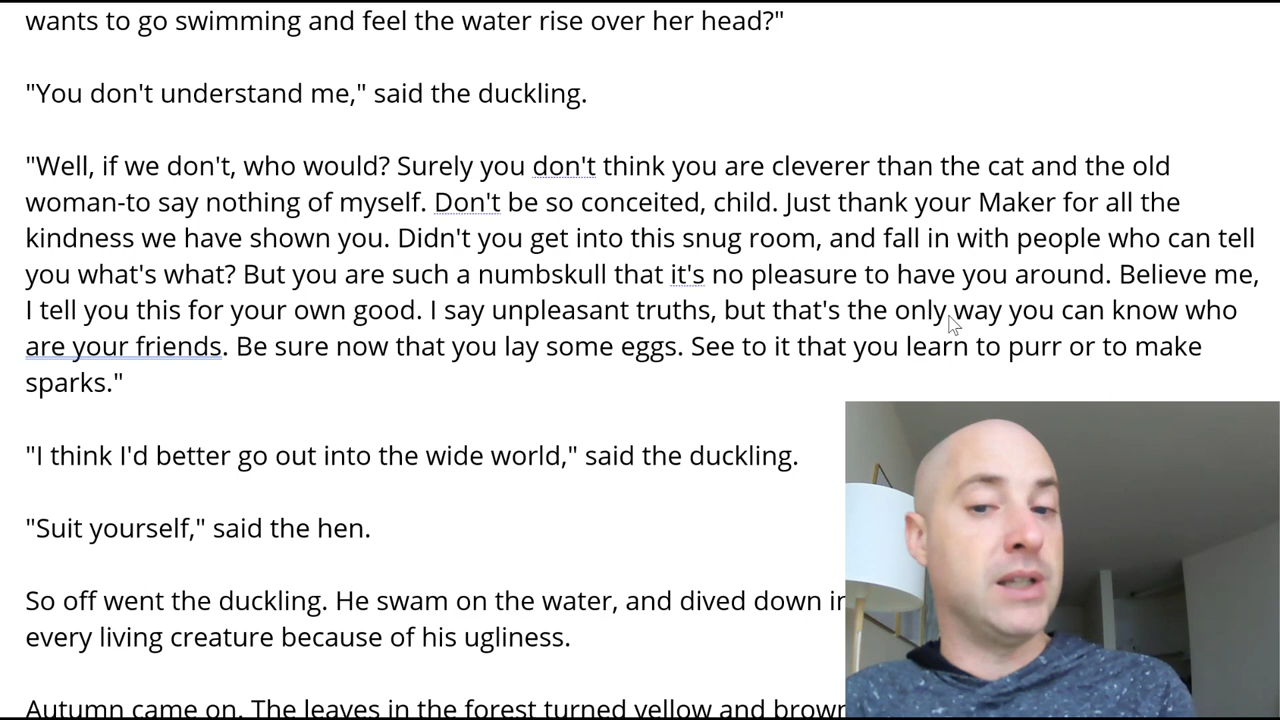 wants to go swimming and feel the water rise over her head?"
"You don't understand me," said the duckling.
"Well, if we don't, who would? Surely you don't think you are cleverer than the cat and the old
woman-to say nothing of myself. Don't be so conceited, child. Just thank your Maker for all the
kindness we have shown you. Didn't you get into this snug room, and fall in with people who can tell
you what's what? But you are such a numbskull that it's no pleasure to have you around. Believe me,
I tell you this for your own good. I say unpleasant truths, but that's the only way you can know who
are your friends. Be sure now that you lay some eggs. See to it that you learn to purr or to make
sparks."
"I think I'd better go out into the wide world," said the duckling.
"Suit yourself," said the hen.
So off went the duckling. He swam on the water, and dived down
every living creature because of his ugliness.
Autumn came on. The leaves in the forest turned yellow and brown